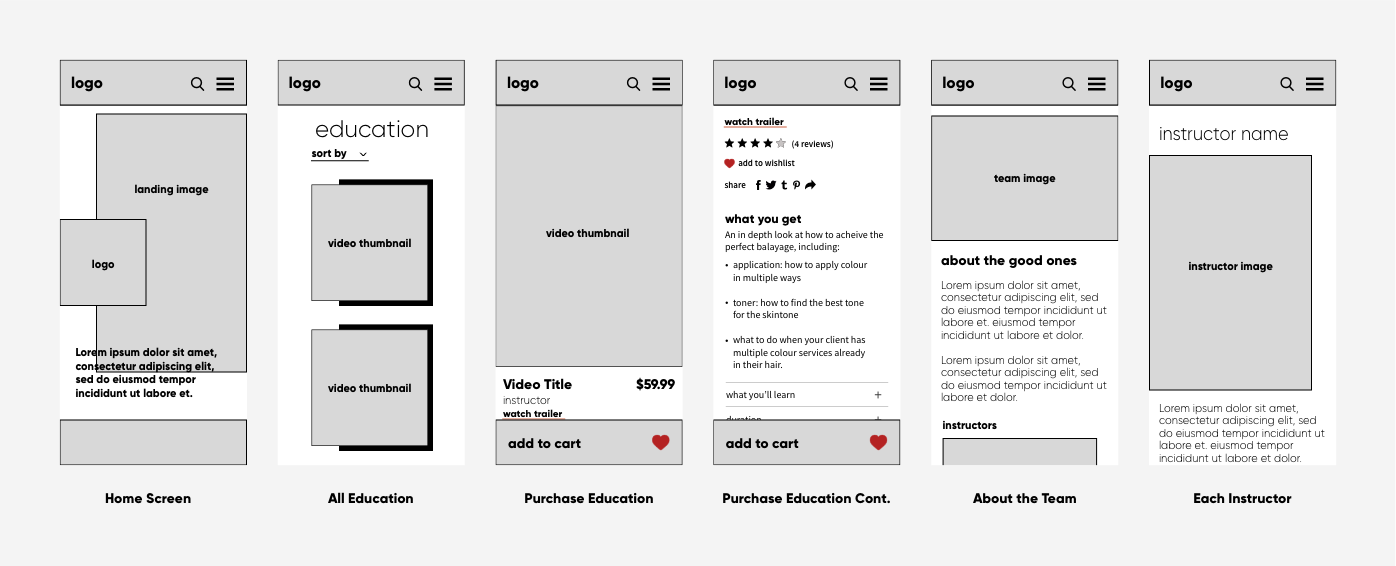 logo
landing image
logo
Lorem ipsum dolor sit amet,
consectetur adipiscing elit,
sed do eiusmod tempor
incididunt ut labore et.
Home Screen
logo
education
sort by
video thumbnail
video thumbnail
All Education
logo
video thumbnail
Video Title $59.99
instructor
watch trailer
add to cart
Purchase Education
logo
watch trailer
(4 reviews)
add to wishlist
share
what you get
An in depth look at how to acheive the
perfect balayage, including:
• application: how to apply colour
in multiple ways
• toner: how to find the best tone
for the skintone
• what to do when your client has
multiple colour services already
in their hair.
what you'll learn +
duration +
add to cart
Purchase Education Cont.
logo
team image
about the good ones
Lorem ipsum dolor sit amet,
consectetur adipiscing elit, sed
do eiusmod tempor incididunt ut
labore et. eiusmod tempor
incididunt ut labore et dolor.
Lorem ipsum dolor sit amet,
consectetur adipiscing elit, sed
do eiusmod tempor incididunt ut
labore et dolor.
instructors
About the Team
logo
instructor name
instructor image
Lorem ipsum dolor sit amet,
consectetur adipiscing elit, sed
do eiusmod tempor incididunt ut
labore et. eiusmod tempor
incididunt ut labore et dolor.
Each Instructor